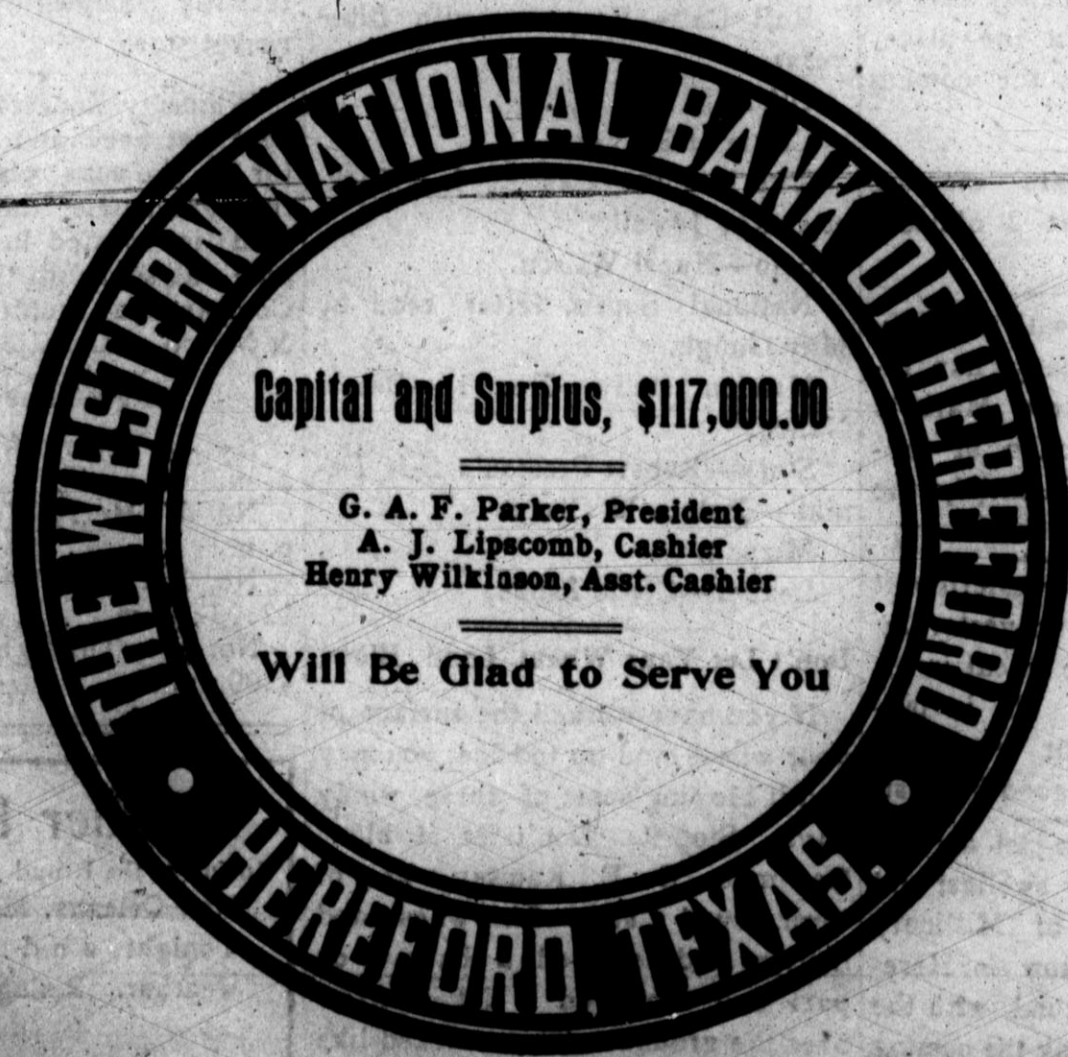 THE WESTERN NATIONAL BANK OF HEREFORD
Capital and Surplus, $117,000.00
G. A. F. Parker, President
A. J. Lipscomb, Cashier
Henry Wilkinson, Asst. Cashier
Will Be Glad to Serve You
HEREFORD, TEXAS.